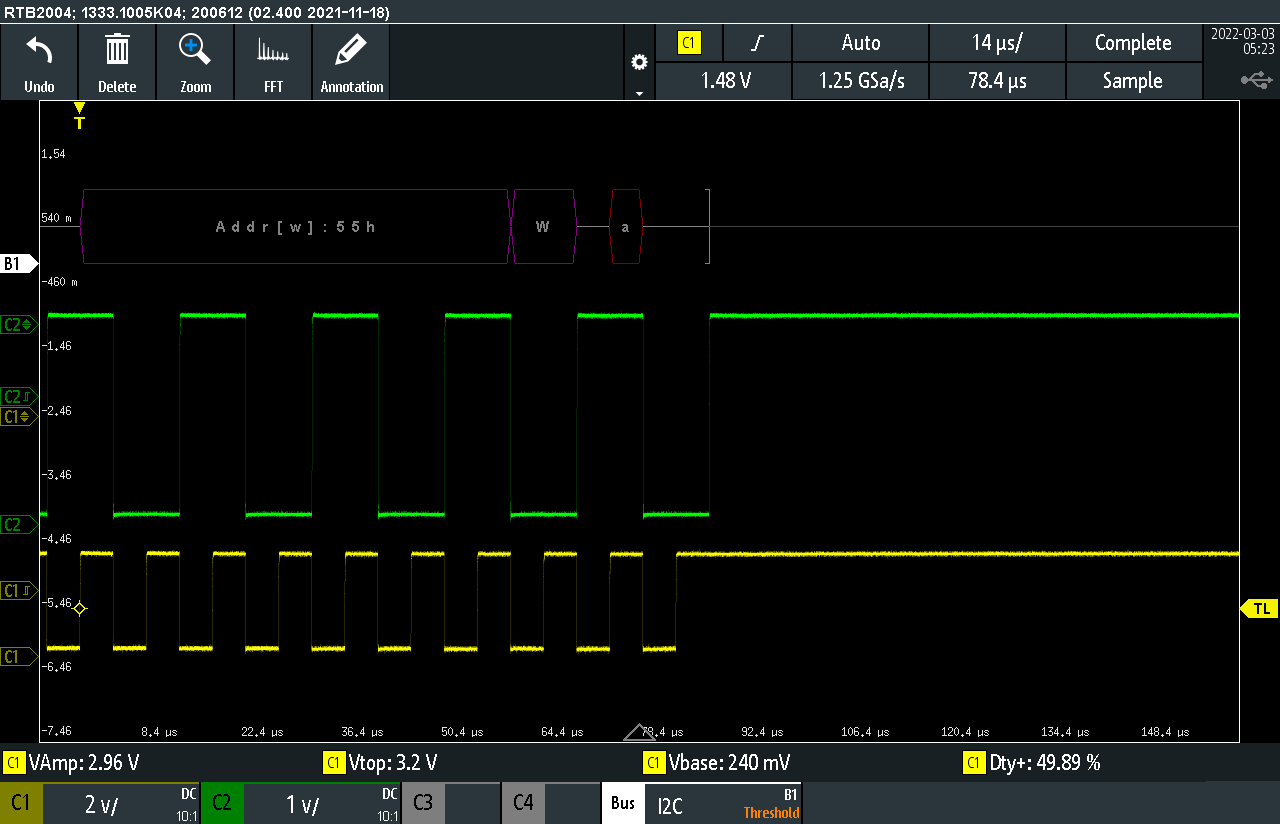 RTB2004; 1333.1005K04; 200612 (02.400 2021-11-18)
Undo
Delete
Zoom
FFT
Annotation
C1
Auto
14 µs/
Complete
2022-03-03
05:23
1.48 V
1.25 GSa/s
78.4 µs
Sample
T
1.54
540 m
Addr[w]:55h
W
a
B1
-460 m
C2
-1.46
C2
C1
-2.46
-3.46
C2
-4.46
C1
-5.46
TL
C1
-6.46
-7.46
8.4 µs
22.4 µs
36.4 µs
50.4 µs
64.4 µs
78.4 µs
92.4 µs
106.4 µs
120.4 µs
134.4 µs
148.4 µs
C1 VAmp: 2.96 V
C1 Vtop: 3.2 V
C1 Vbase: 240 mV
C1 Dty+: 49.89 %
C1
2 V/
DC
10:1
C2
1 V/
DC
10:1
C3
C4
Bus
I2C
B1
Threshold